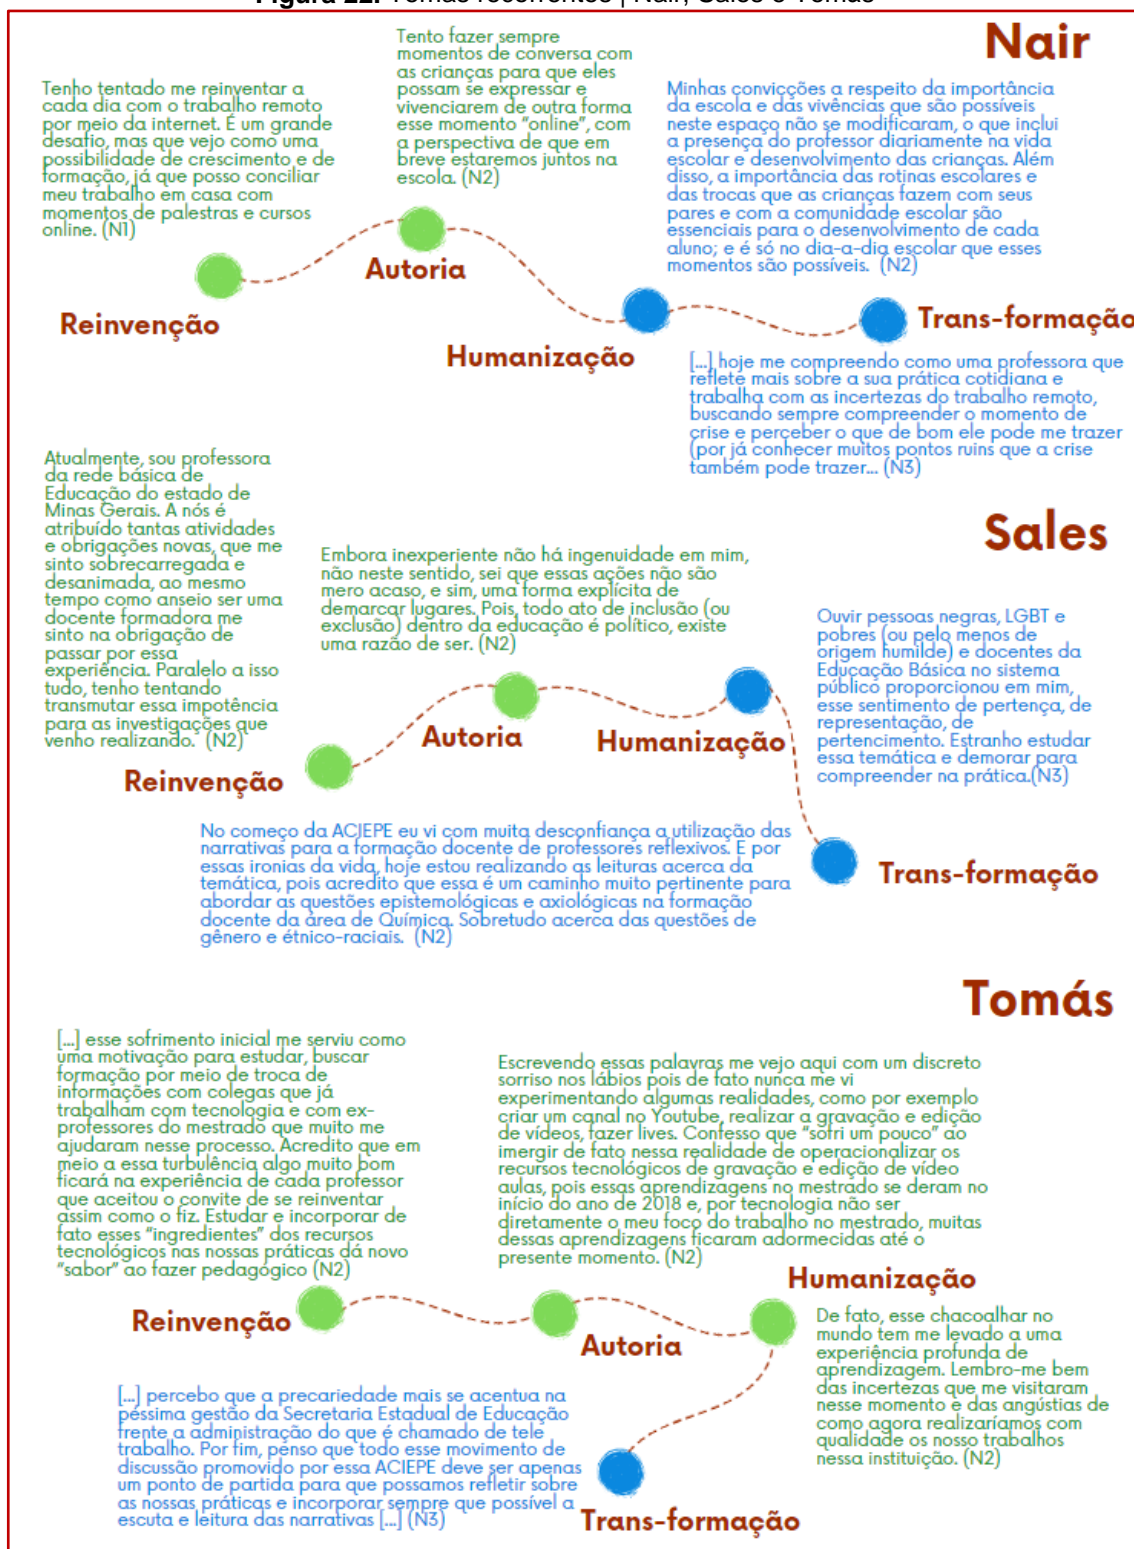 Figura 22. Temas recorrentes | Nair, Sales e Tomás
Nair
Tenho tentado me reinventar a
cada dia com o trabalho remoto
por meio da internet. É um grande
desafio, mas que vejo como uma
possibilidade de crescimento e de
formação, já que posso conciliar
meu trabalho em casa com
momentos de palestras e cursos
online. (N1)
Reinvenção
Tento fazer sempre
momentos de conversa com
as crianças para que eles
possam se expressar e
vivenciarem de outra forma
esse momento "online", com
a perspectiva de que em
breve estaremos juntos na
escola. (N2)
Autoria
Minhas convicções a respeito da importância
da escola e das vivências que são possíveis
neste espaço não se modificaram, o que inclui
a presença do professor diariamente na vida
escolar e desenvolvimento das crianças. Além
disso, a importância das rotinas escolares e
das trocas que as crianças fazem com seus
pares e com a comunidade escolar são
essenciais para o desenvolvimento de cada
aluno; e é só no dia-a-dia escolar que esses
momentos são possíveis. (N2)
Humanização
Trans-formação
[...] hoje me compreendo como uma professora que
reflete mais sobre a sua prática cotidiana e
trabalha com as incertezas do trabalho remoto,
buscando sempre compreender o momento de
crise e perceber o que de bom ele pode me trazer
(por já conhecer muitos pontos ruins que a crise
também pode trazer... (N3)
Sales
Atualmente, sou professora
da rede básica de
Educação do estado de
Minas Gerais. A nós é
atribuído tantas atividades
e obrigações novas, que me
sinto sobrecarregada e
desanimada, ao mesmo
tempo como anseio ser uma
docente formadora me
sinto na obrigação de
passar por essa
experiência. Paralelo a isso
tudo, tenho tentando
transmutar essa impotência
para as investigações que
venho realizando. (N2)
Reinvenção
Embora inexperiente não há ingenuidade em mim,
não neste sentido, sei que essas ações não são
mero acaso, e sim, uma forma explícita de
demarcar lugares. Pois, todo ato de inclusão (ou
exclusão) dentro da educação é político, existe
uma razão de ser. (N2)
Autoria
Humanização
Ouvir pessoas negras, LGBT e
pobres (ou pelo menos de
origem humilde) e docentes da
Educação Básica no sistema
público proporcionou em mim,
esse sentimento de pertença, de
representação, de
pertencimento. Estranho estudar
essa temática e demorar para
compreender na prática.(N3)
No começo da ACIEPE eu vi com muita desconfiança a utilização das
narrativas para a formação docente de professores reflexivos. E por
essas ironias da vida, hoje estou realizando as leituras acerca da
temática, pois acredito que essa é um caminho muito pertinente para
abordar as questões epistemológicas e axiológicas na formação
docente da área de Química. Sobretudo acerca das questões de
gênero e étnico-raciais. (N2)
Trans-formação
Tomás
[...] esse sofrimento inicial me serviu como
uma motivação para estudar, buscar
formação por meio de troca de
informações com colegas que já
trabalham com tecnologia e com ex-
professores do mestrado que muito me
ajudaram nesse processo. Acredito que em
meio a essa turbulência algo muito bom
ficará na experiência de cada professor
que aceitou o convite de se reinventar
assim como o fiz. Estudar e incorporar de
fato esses "ingredientes" dos recursos
tecnológicos nas nossas práticas dá novo
"sabor" ao fazer pedagógico (N2)
Reinvenção
Escrevendo essas palavras me vejo aqui com um discreto
sorriso nos lábios pois de fato nunca me vi
experimentando algumas realidades, como por exemplo
criar um canal no Youtube, realizar a gravação e edição
de vídeos, fazer lives. Confesso que "sofri um pouco" ao
imergir de fato nessa realidade de operacionalizar os
recursos tecnológicos de gravação e edição de vídeo
aulas, pois essas aprendizagens no mestrado se deram no
início do ano de 2018 e, por tecnologia não ser
diretamente o meu foco do trabalho no mestrado, muitas
dessas aprendizagens ficaram adormecidas até o
presente momento. (N2)
Autoria
Humanização
De fato, esse chacoalhar no
mundo tem me levado a uma
experiência profunda de
aprendizagem. Lembro-me bem
das incertezas que me visitaram
nesse momento e das angústias de
como agora realizaríamos com
qualidade os nosso trabalhos
nessa instituição. (N2)
[...] percebo que a precariedade mais se acentua na
péssima gestão da Secretaria Estadual de Educação
frente a administração do que é chamado de tele
trabalho. Por fim, penso que todo esse movimento de
discussão promovido por essa ACIEPE deve ser apenas
um ponto de partida para que possamos refletir sobre
as nossas práticas e incorporar sempre que possível a
escuta e leitura das narrativas [...] (N3)
Trans-formação